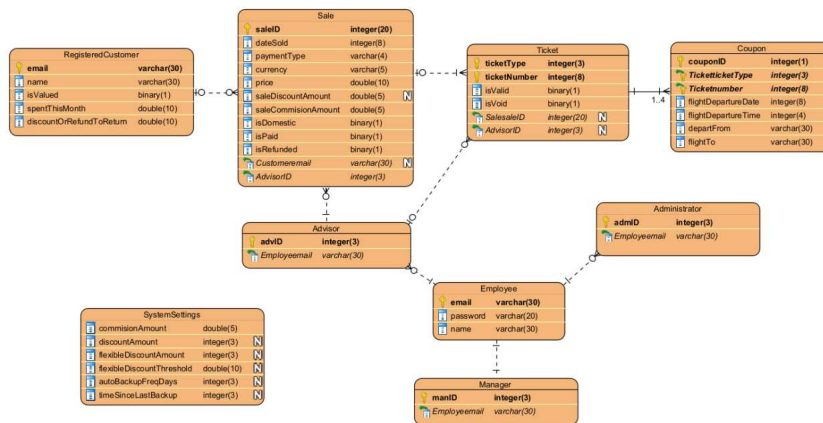 RegisteredCustomer
email varchar(30)
name varchar(30)
isValued binary(1)
spentThisMonth double(10)
discountOrRefundToReturn double(10)
Sale
saleID integer(20)
dateSold integer(8)
paymentType varchar(4)
currency varchar(5)
price double(10)
saleDiscountAmount double(5) N
saleCommisionAmount double(5)
isDomestic binary(1)
isPaid binary(1)
isRefunded binary(1)
Customeremail varchar(30) N
AdvisorID integer(3)
Ticket
ticketType integer(3)
ticketNumber integer(8)
isValid binary(1)
isVoid binary(1)
SalesaleID integer(20) N
AdvisorID integer(3) N
Coupon
couponID integer(1)
TicketticketType integer(3)
Ticketnumber integer(8)
flightDepartureDate integer(8)
flightDepartureTime integer(4)
departFrom varchar(30)
flightTo varchar(30)
1..4
Advisor
advID integer(3)
Employeemail varchar(30)
Administrator
admID integer(3)
Employeemail varchar(30)
Employee
email varchar(30)
password varchar(20)
name varchar(30)
SystemSettings
commisionAmount double(5)
discountAmount integer(3) N
flexibleDiscountAmount integer(3) N
flexibleDiscountThreshold double(10) N
autoBackupFreqDays integer(3) N
timeSinceLastBackup integer(3) N
Manager
manID integer(3)
Employeemail varchar(30)